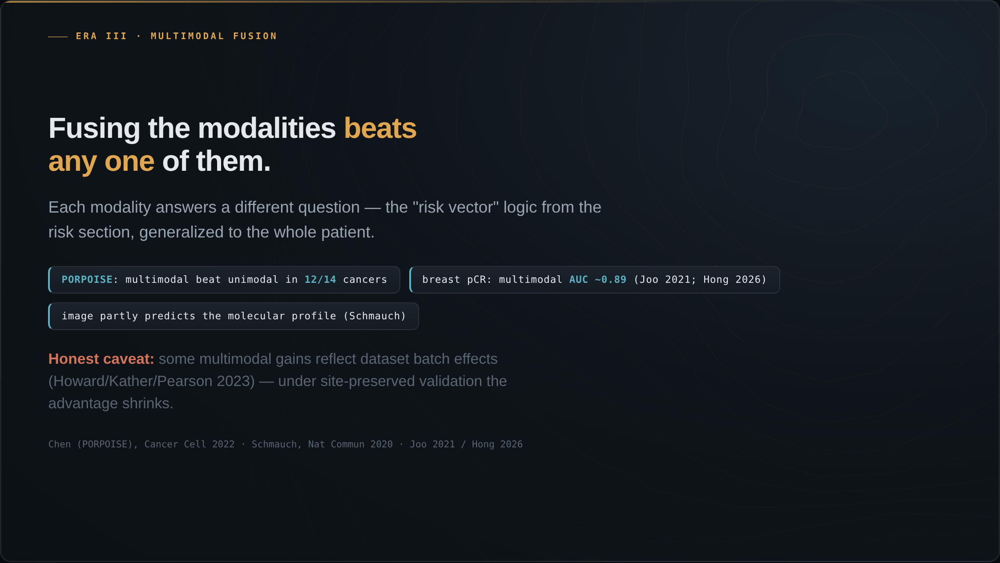 ERA III · MULTIMODAL FUSION
Fusing the modalities beats
any one of them.
Each modality answers a different question — the "risk vector" logic from the
risk section, generalized to the whole patient.
PORPOISE: multimodal beat unimodal in 12/14 cancers
breast pCR: multimodal AUC ~0.89 (Joo 2021; Hong 2026)
image partly predicts the molecular profile (Schmauch)
Honest caveat: some multimodal gains reflect dataset batch effects
(Howard/Kather/Pearson 2023) — under site-preserved validation the
advantage shrinks.
Chen (PORPOISE), Cancer Cell 2022 · Schmauch, Nat Commun 2020 · Joo 2021 / Hong 2026